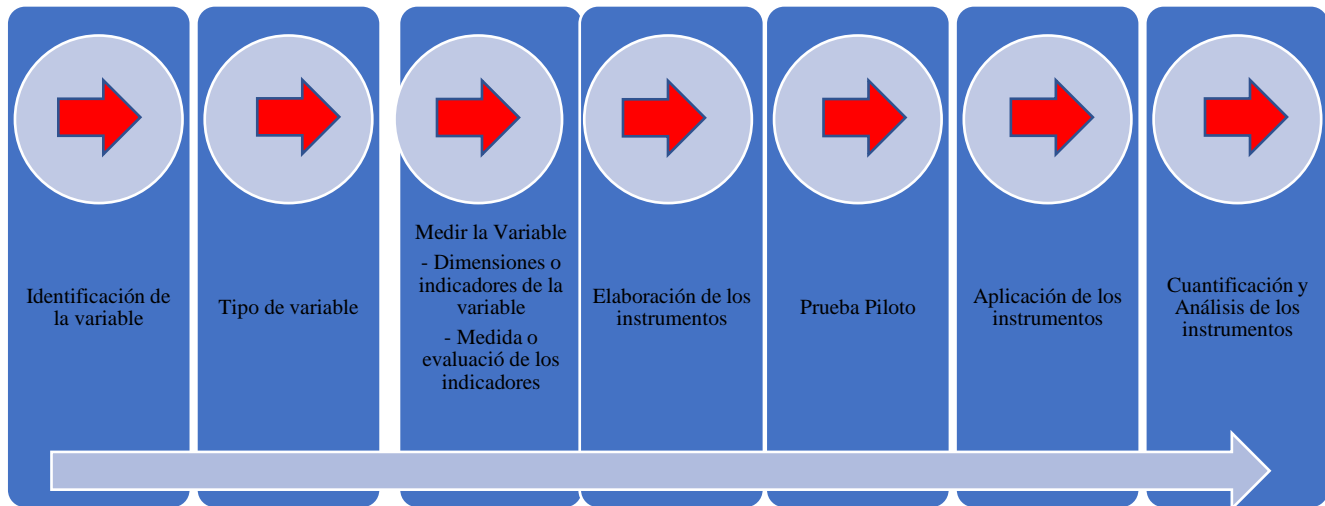 Identificación de
la variable
Tipo de variable
Medir la Variable
- Dimensiones o
indicadores de la
variable
- Medida o
evaluació de los
indicadores
Elaboración de los
instrumentos
Prueba Piloto
Aplicación de los
instrumentos
Cuantificación y
Análisis de los
instrumentos